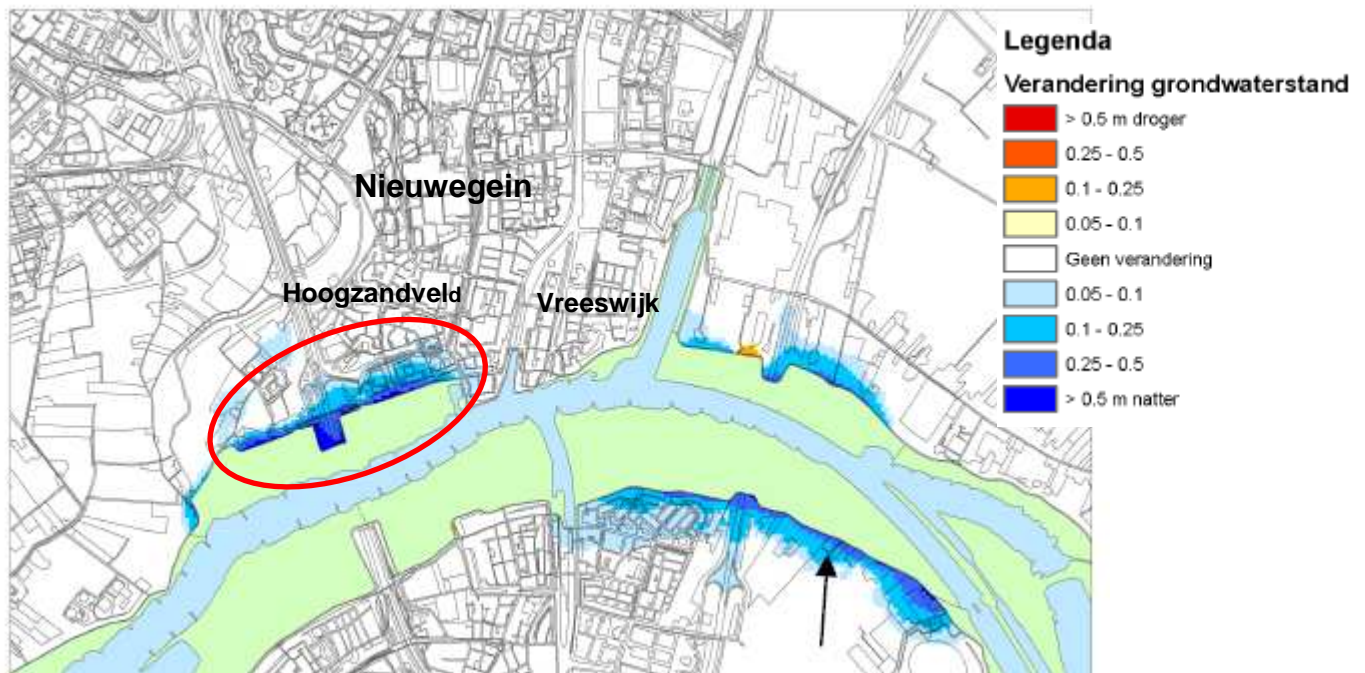 Legenda
Verandering grondwaterstand
> 0.5 m droger
0.25 - 0.5
0.1 - 0.25
0.05 - 0.1
Geen verandering
0.05 - 0.1
0.1 - 0.25
0.25 - 0.5
> 0.5 m natter
Nieuwegein
Hoogzandveld
Vreeswijk